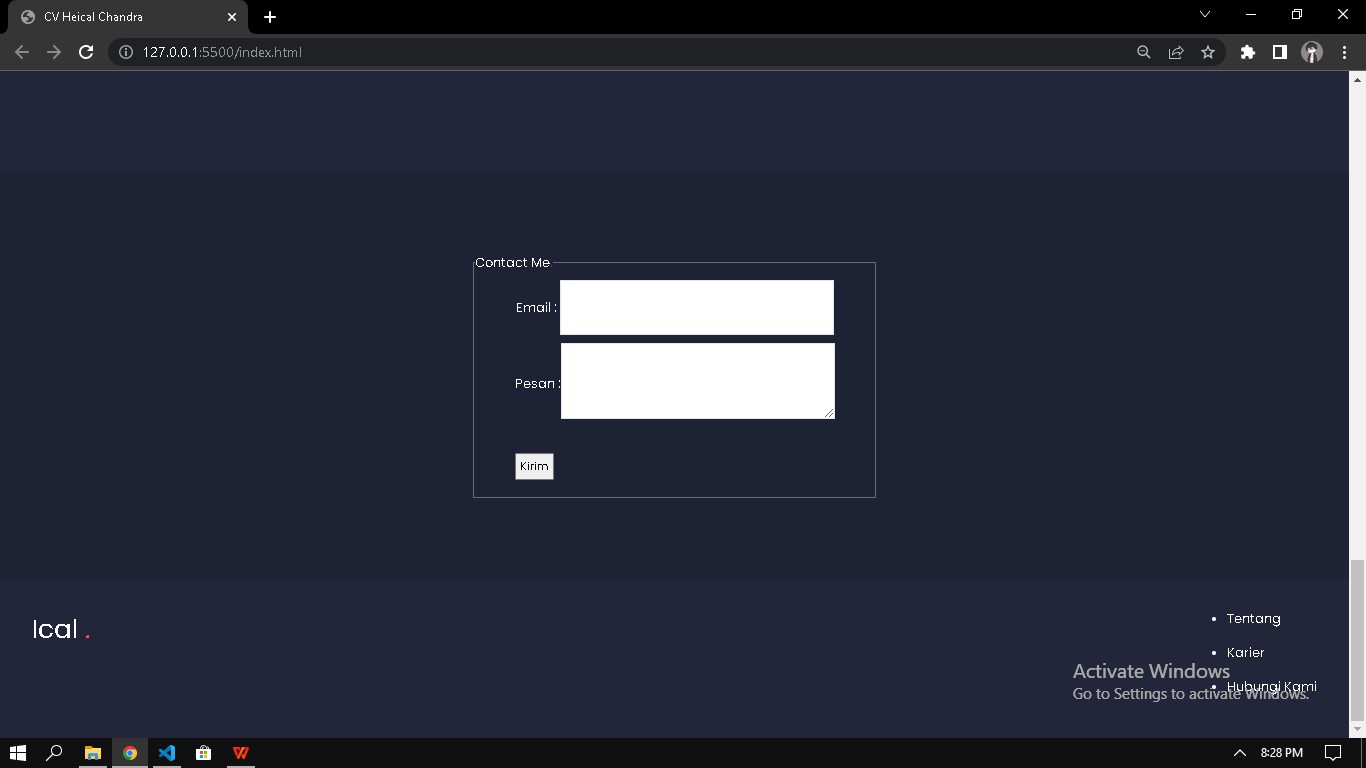 CV Heical Chandra
127.0.0.1:5500/index.html
Contact Me
Email :
Pesan :
Kirim
Ical .
Tentang
Karier
Hubungi Kami
Activate Windows
Go to Settings to activate Windows.
8:28 PM